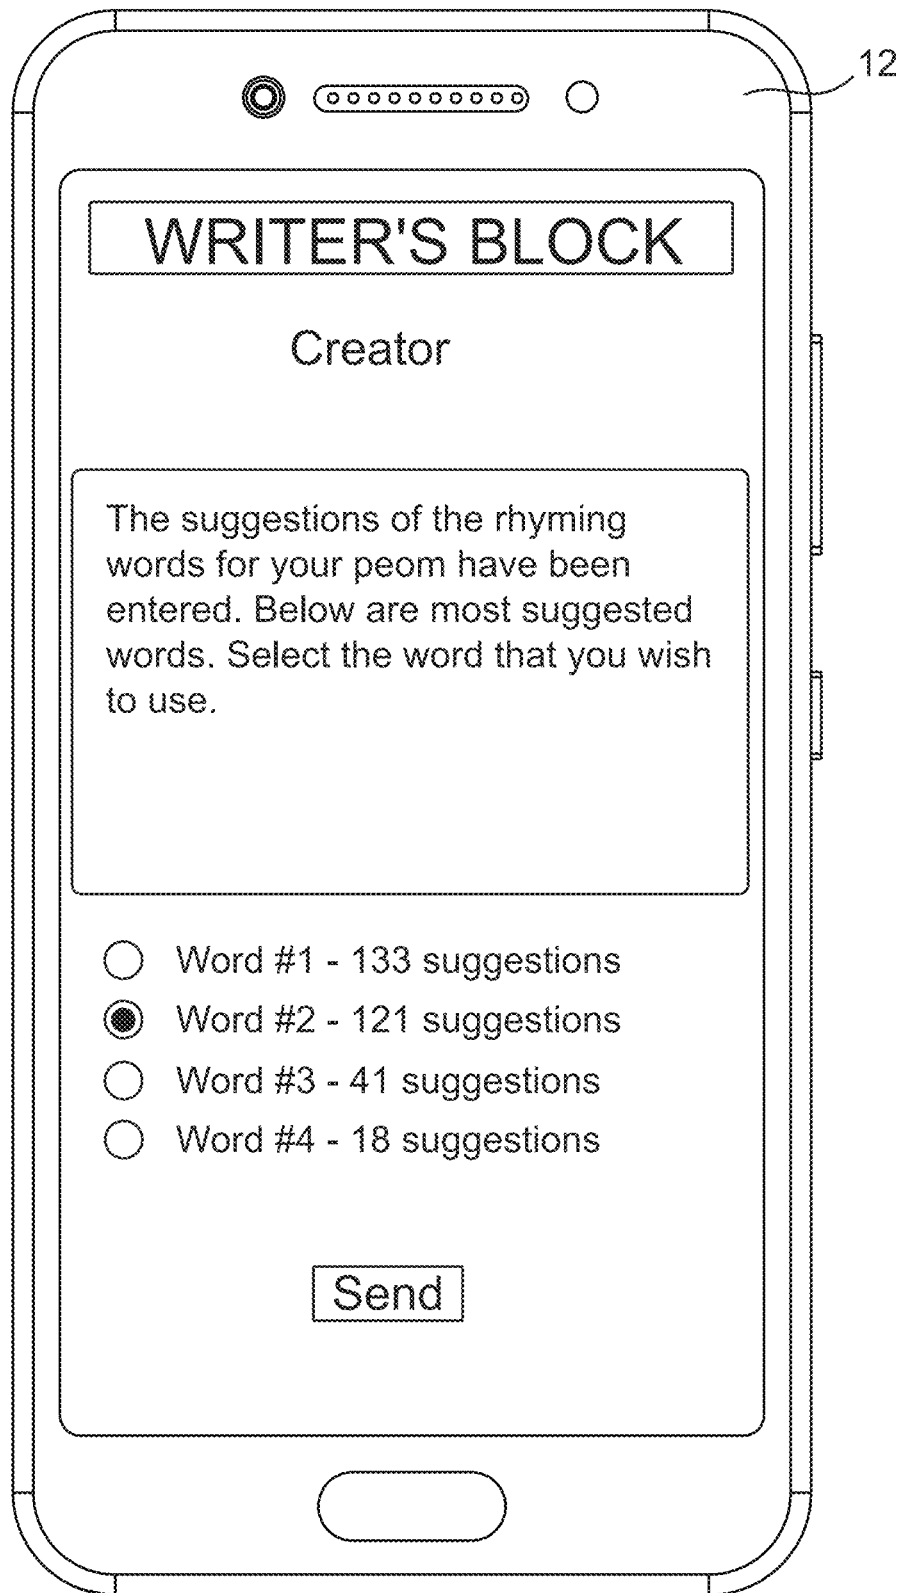 12
WRITER'S BLOCK
Creator
The suggestions of the rhyming
words for your peom have been
entered. Below are most suggested
words. Select the word that you wish
to use.
Word #1 - 133 suggestions
Word #2 - 121 suggestions
Word #3 - 41 suggestions
Word #4 - 18 suggestions
Send